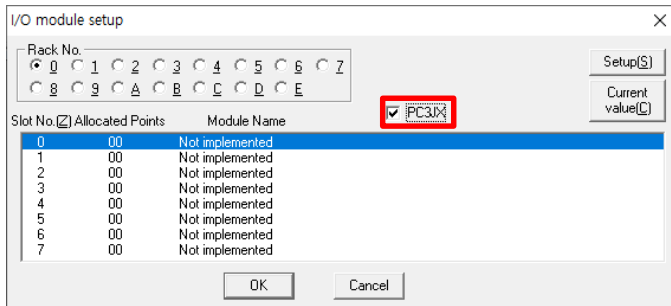 I/O module setup
Rack No.
0 1 2 3 4 5 6 7
8 9 A B C D E
Setup(S)
Current
value(C)
PC3JX
Slot No.(Z) Allocated Points Module Name
0 00 Not implemented
1 00 Not implemented
2 00 Not implemented
3 00 Not implemented
4 00 Not implemented
5 00 Not implemented
6 00 Not implemented
7 00 Not implemented
OK Cancel